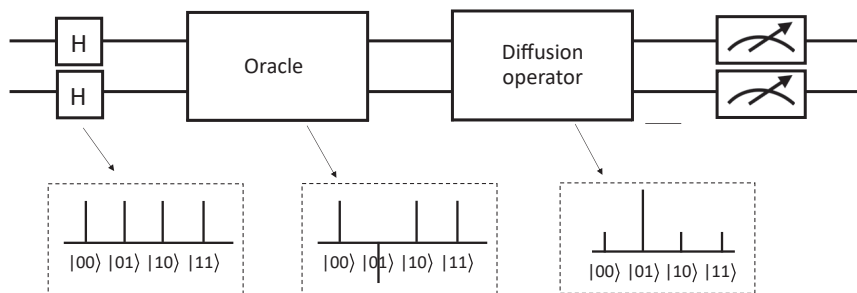 H
Oracle
Diffusion
operator
H
|00⟩ |01⟩ |10⟩ |11⟩
|00⟩ |01⟩ |10⟩ |11⟩
|00⟩ |01⟩ |10⟩ |11⟩